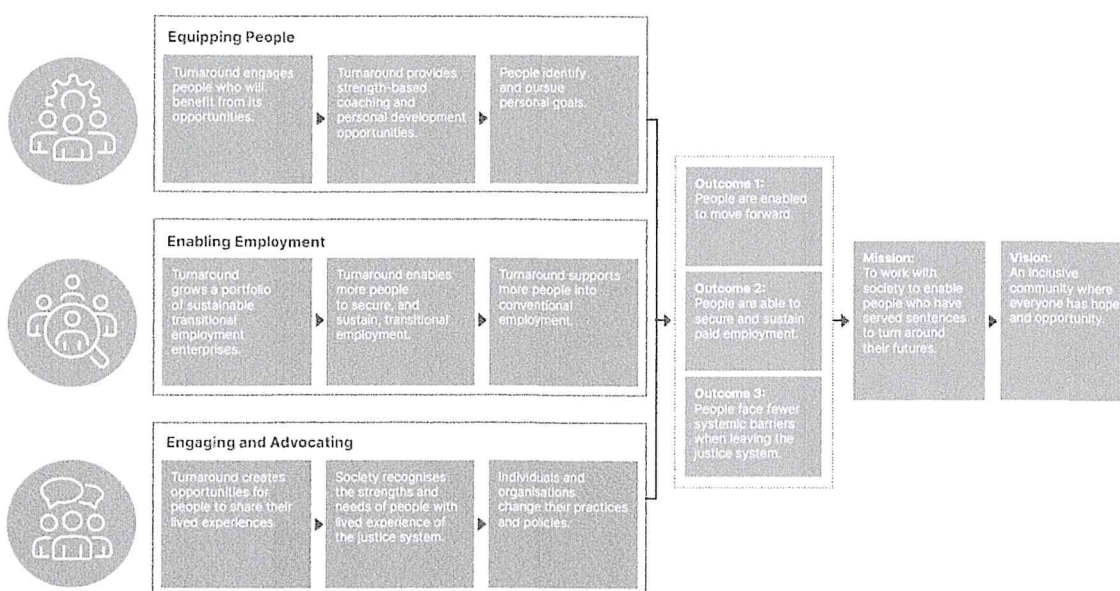 Equipping People
Turnaround engages
people who will
benefit from its
opportunities.
Turnaround provides
strength-based
coaching and
personal development
opportunities.
People identify
and pursue
personal goals.
Enabling Employment
Turnaround
grows a portfolio
of sustainable
transitional
employment
enterprises.
Turnaround enables
more people
to secure, and
sustain, transitional
employment.
Turnaround supports
more people into
conventional
employment.
Engaging and Advocating
Turnaround creates
opportunities for
people to share their
lived experiences.
Society recognises
the strengths and
needs of people with
lived experience of
the justice system.
Individuals and
organisations
change their practices
and policies.
Outcome 1:
People are enabled
to move forward.
Outcome 2:
People are able to
secure and sustain
paid employment.
Outcome 3:
People face fewer
systemic barriers
when leaving the
justice system.
Mission:
To work with
society to enable
people who have
served sentences
to turn around
their futures.
Vision:
An inclusive
community where
everyone has hope
and opportunity.